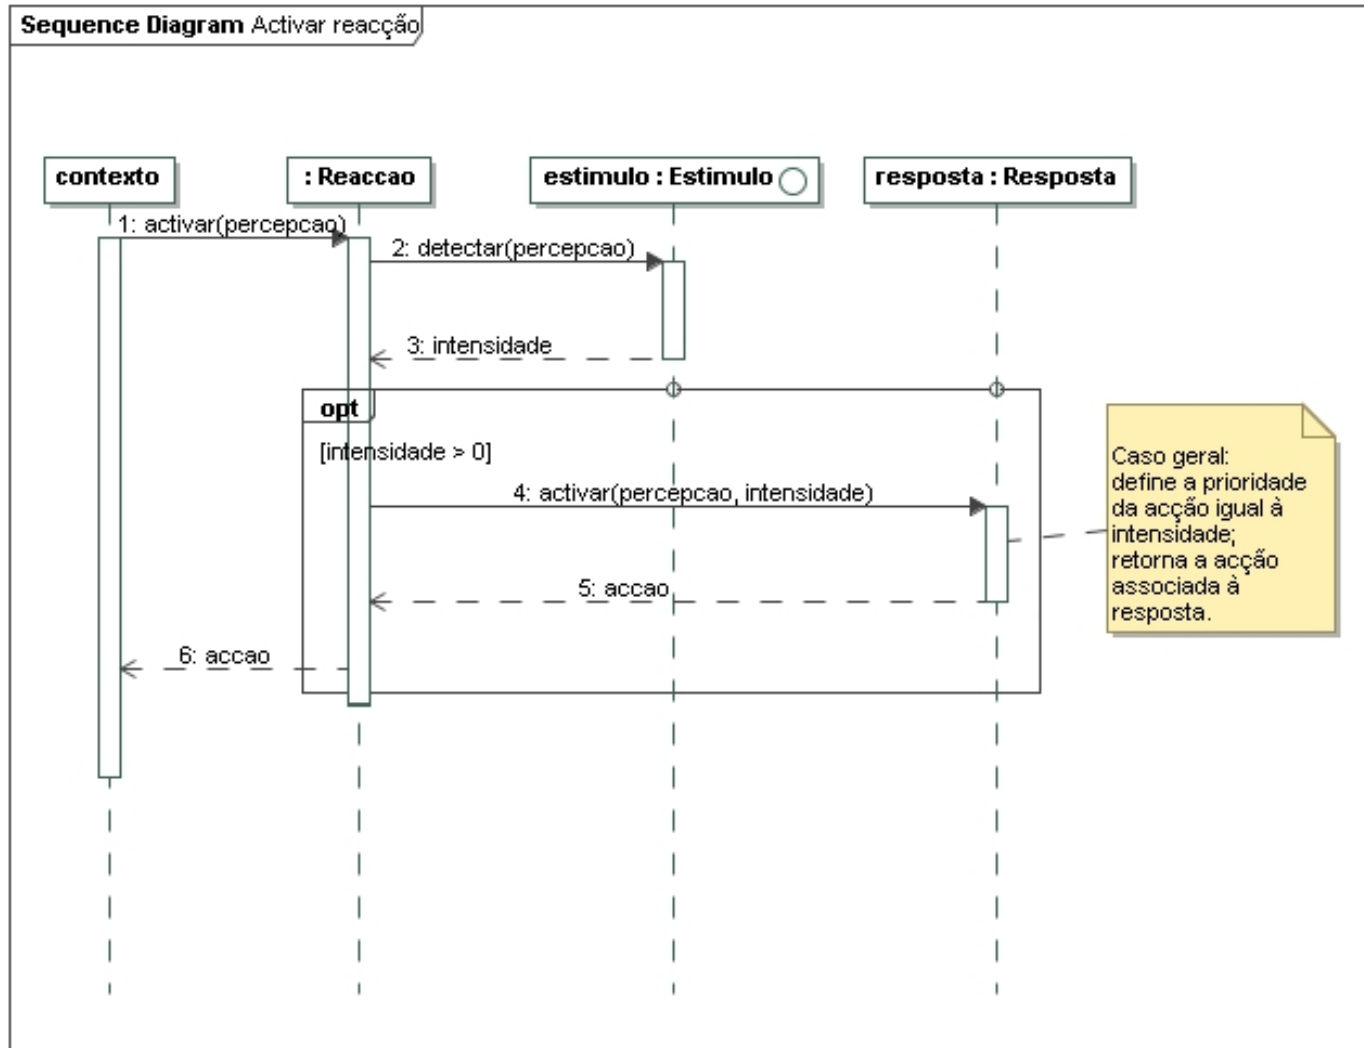 Sequence Diagram Activar reacção
contexto
: Reaccao
estimulo : Estimulo
resposta : Resposta
1: activar(percepcao)
2: detectar(percepcao)
3: intensidade
opt
[intensidade > 0]
4: activar(percepcao, intensidade)
5: accao
6: accao
Caso geral:
define a prioridade
da acção igual à
intensidade;
retorna a acção
associada à
resposta.